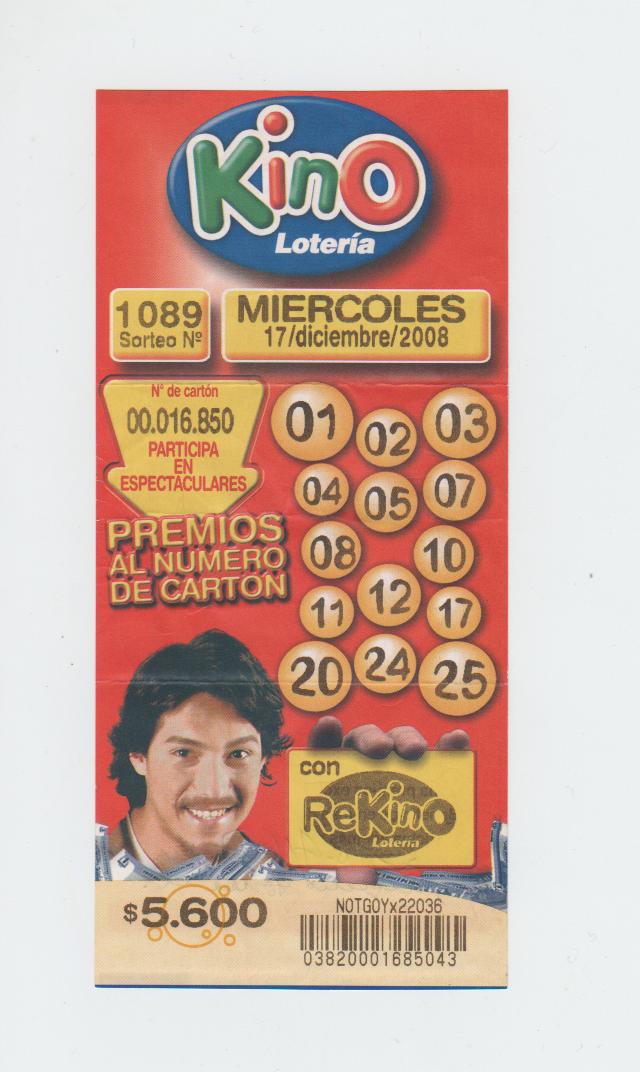 Kino
Lotería
1089
Sorteo Nº
MIERCOLES
17/diciembre/2008
N° de cartón
00.016.850
PARTICIPA
EN
ESPECTACULARES
PREMIOS
AL NUMERO
DE CARTÓN
01 02 03
04 05 07
08 10
11 12 17
20 24 25
con
ReKino
Lotería
$5.600
NOTGOYx22036
03820001685043